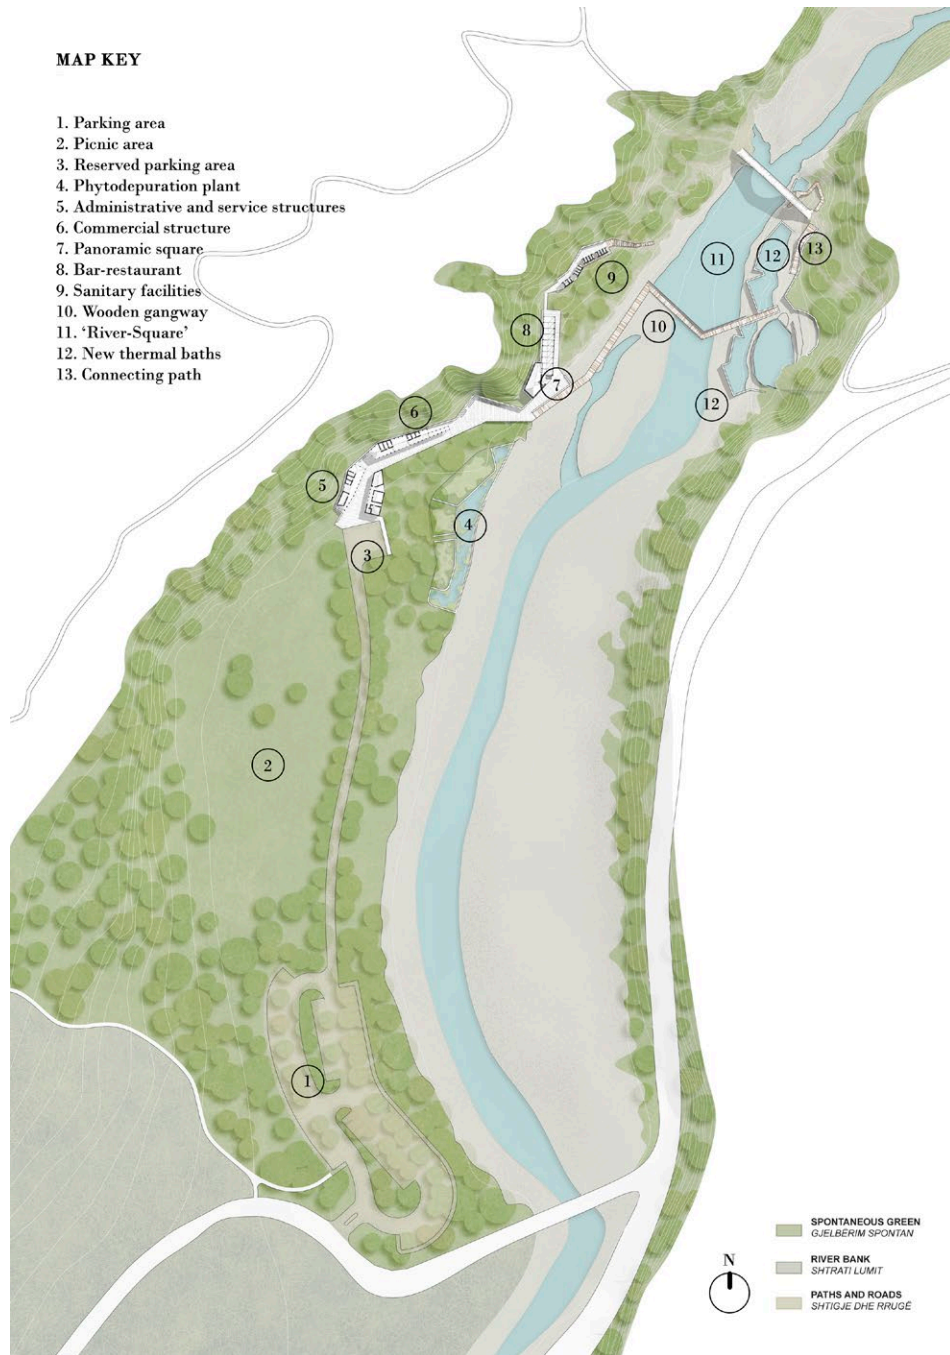 MAP KEY
1. Parking area
2. Picnic area
3. Reserved parking area
4. Phytodepuration plant
5. Administrative and service structures
6. Commercial structure
7. Panoramic square
8. Bar-restaurant
9. Sanitary facilities
10. Wooden gangway
11. ‘River-Square’
12. New thermal baths
13. Connecting path
13
12
11
9
10
8
7
12
6
5
4
3
2
1
SPONTANEOUS GREEN
GJELBËRIM SPONTAN
N
RIVER BANK
SHTRATI LUMIT
PATHS AND ROADS
SHTIGJE DHE RRUGË